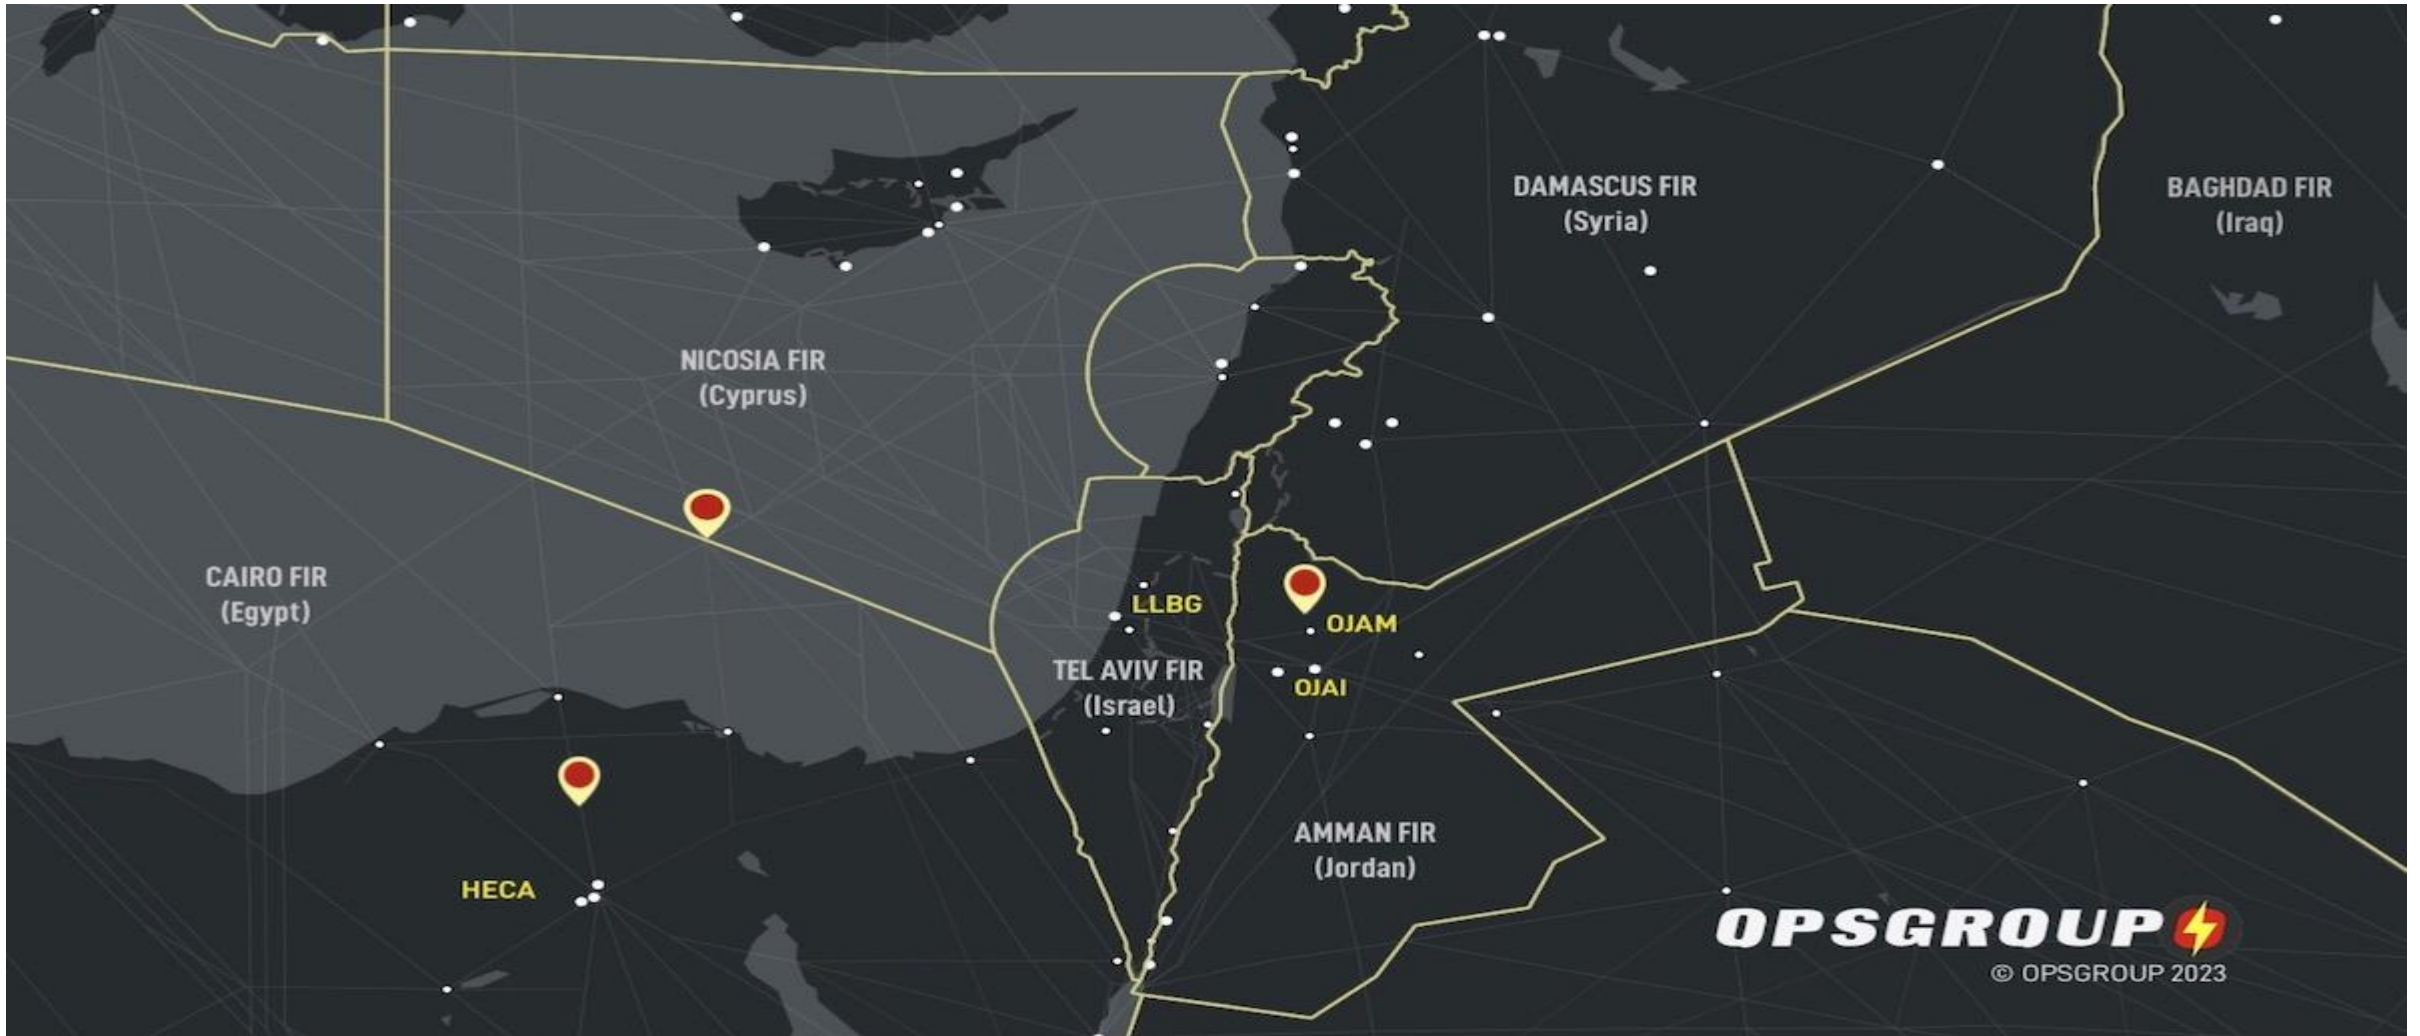 DAMASCUS FIR
(Syria)
BAGHDAD FIR
(Iraq)
NICOSIA FIR
(Cyprus)
CAIRO FIR
(Egypt)
LLBG
OJAM
TEL AVIV FIR
(Israel)
OJAI
AMMAN FIR
(Jordan)
HECA
OPSGROUP
© OPSGROUP 2023